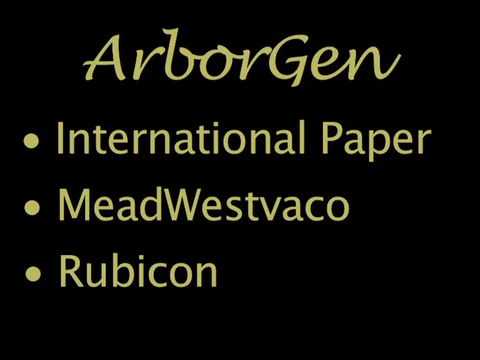 ArborGen
• International Paper
• MeadWestvaco
• Rubicon